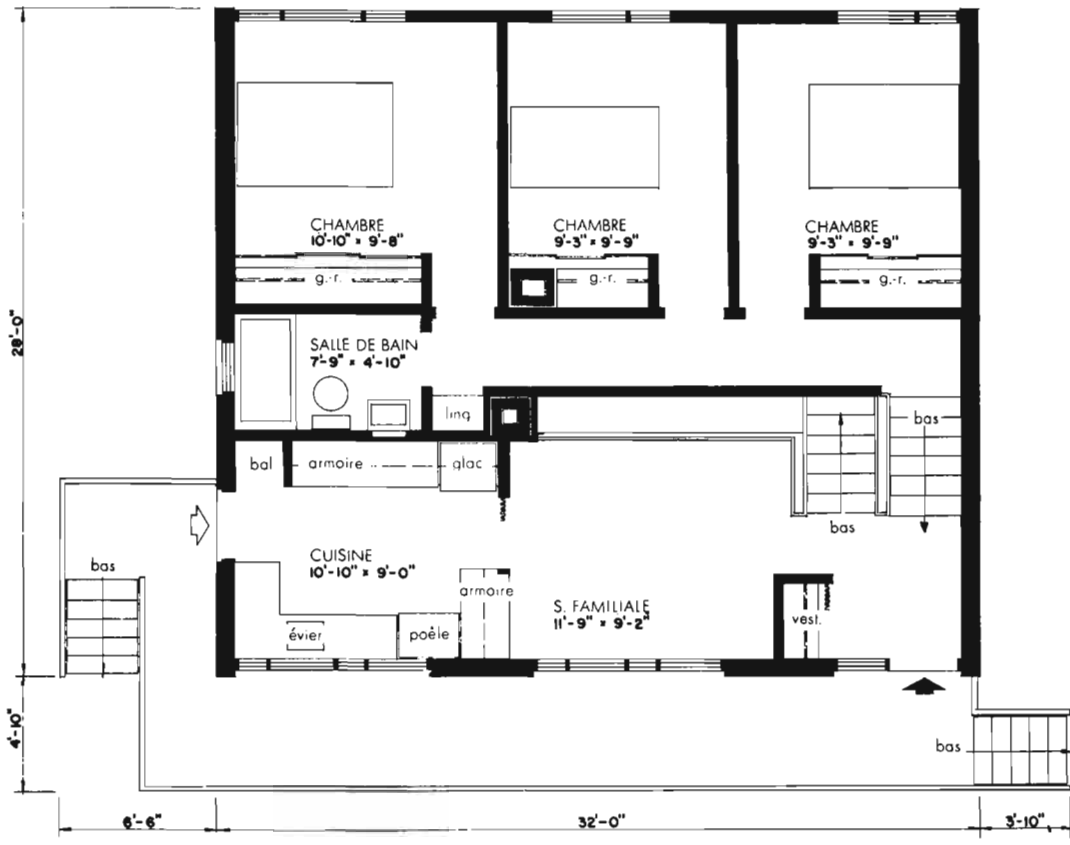 CHAMBRE
10'-10" × 9'-8"
CHAMBRE
9'-3" × 9'-9"
CHAMBRE
9'-3" × 9'-9"
g.-r.
g.-r.
g.-r.
28'-0"
SALLE DE BAIN
7'-9" × 4'-10"
ling
bas
bal
armoire
glac
bas
CUISINE
10'-10" × 9'-0"
bas
armoire
S. FAMILIALE
11'-9" × 9'-2"
vest.
évier
poêle
4'-10"
bas
6'-6"
32'-0"
3'-10"